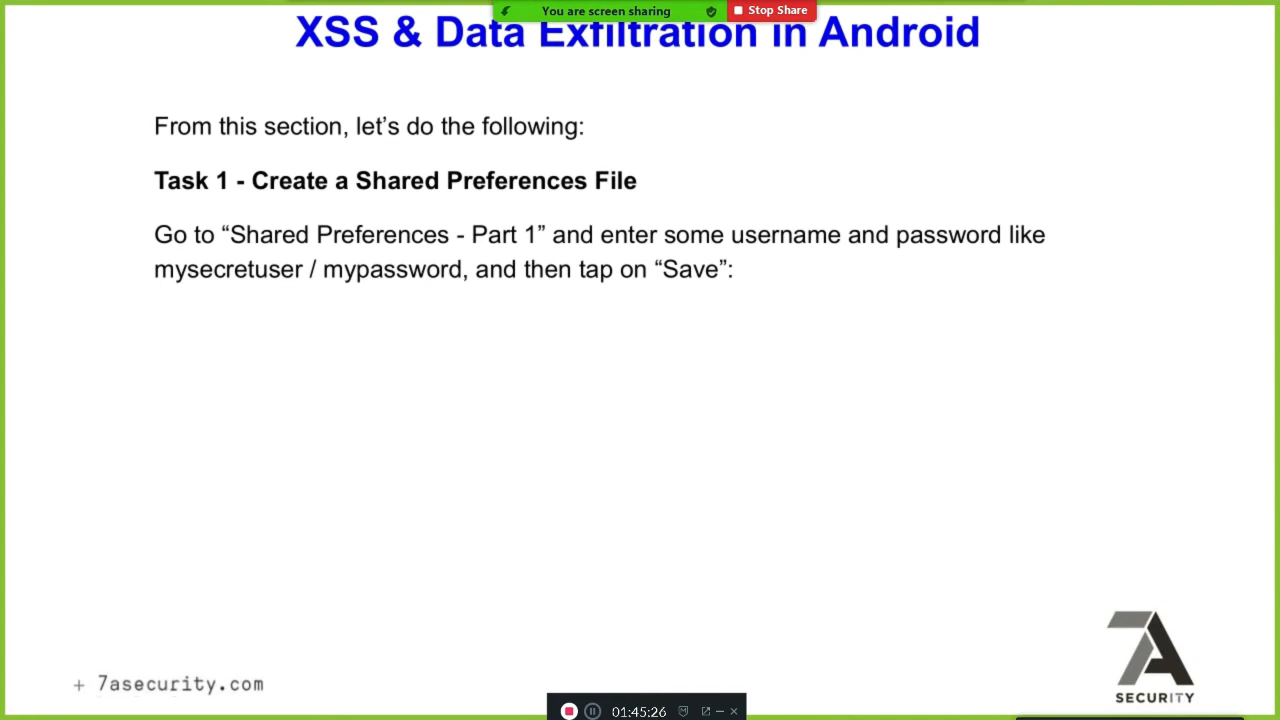 You are screen sharing
Stop Share
XSS & Data Exfiltration in Android
From this section, let’s do the following:
Task 1 - Create a Shared Preferences File
Go to “Shared Preferences - Part 1” and enter some username and password like
mysecretuser / mypassword, and then tap on “Save”:
+ 7asecurity.com
7A
SECURITY
01:45:26